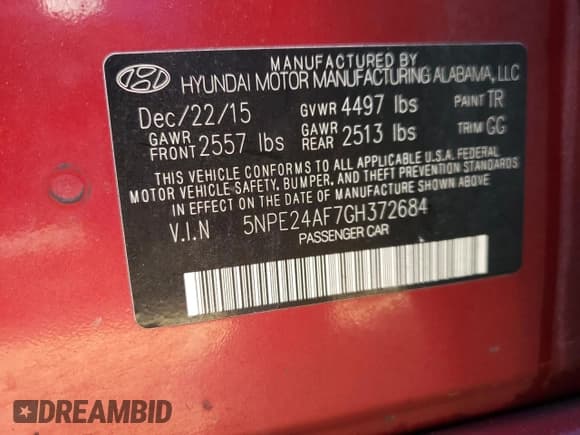 MANUFACTURED BY
HYUNDAI MOTOR MANUFACTURING ALABAMA, LLC
Dec/22/15 GVWR 4497 lbs PAINT TR
GAWR FRONT 2557 lbs GAWR REAR 2513 lbs TRIM GG
THIS VEHICLE CONFORMS TO ALL APPLICABLE U.S.A. FEDERAL
MOTOR VEHICLE SAFETY, BUMPER, AND THEFT PREVENTION STANDARDS
IN EFFECT ON THE DATE OF MANUFACTURE SHOWN ABOVE.
V.I.N 5NPE24AF7GH372684
PASSENGER CAR
DREAMBID